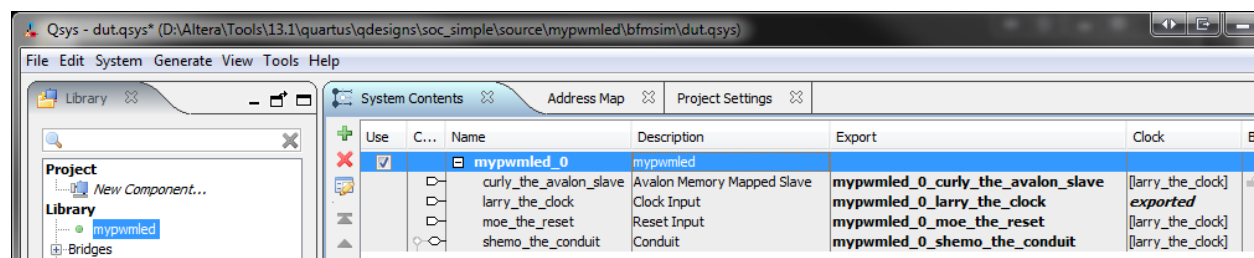 Qsys - dut.qsys* (D:\Altera\Tools\13.1\quartus\qdesigns\soc_simple\source\mypwmled\bfmsim\dut.qsys)
File Edit System Generate View Tools Help
Library
System Contents Address Map Project Settings
Use C... Name Description Export Clock
Project
New Component...
Library
mypwmled
Bridges
mypwmled_0 mypwmled
curly_the_avalon_slave Avalon Memory Mapped Slave mypwmled_0_curly_the_avalon_slave [larry_the_clock]
larry_the_clock Clock Input mypwmled_0_larry_the_clock exported
moe_the_reset Reset Input mypwmled_0_moe_the_reset [larry_the_clock]
shemo_the_conduit Conduit mypwmled_0_shemo_the_conduit [larry_the_clock]